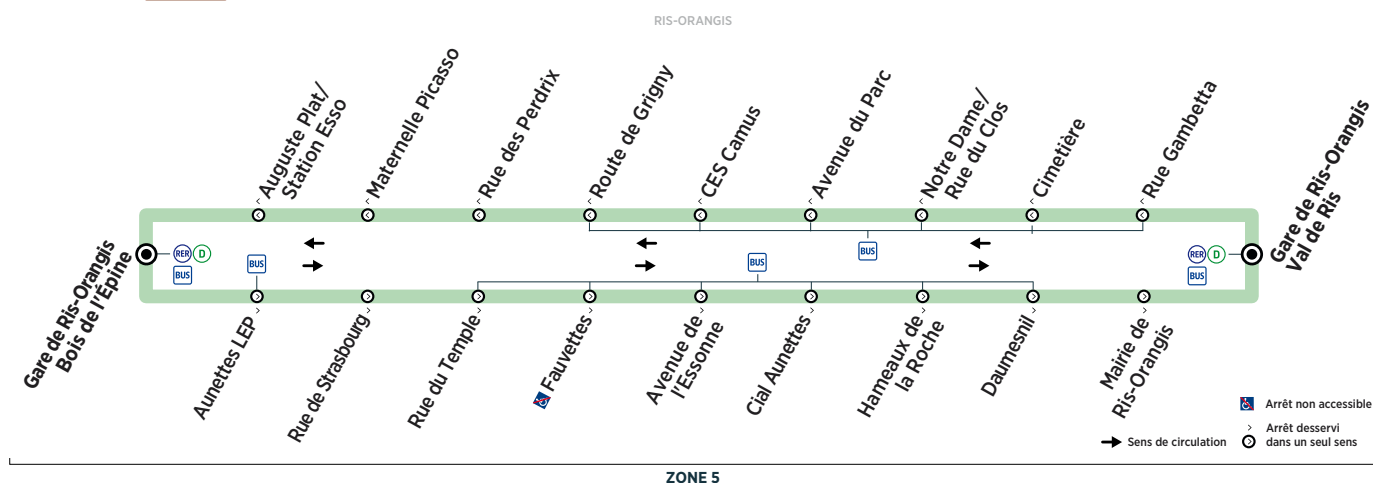 RIS-ORANGIS
Auguste Plat/
Station Esso
Maternelle Picasso
Rue des Perdrix
Route de Grigny
CES Camus
Avenue du Parc
Notre Dame/
Rue du Clos
Cimetière
Rue Gambetta
Gare de Ris-Orangis
Bois de l'Épine
RER D
BUS
BUS
BUS
BUS
RER D
BUS
Gare de Ris-Orangis
Val de Ris
Aunettes LEP
Rue de Strasbourg
Rue du Temple
Fauvettes
Avenue de
l'Essonne
Cial Aunettes
Hameaux de
la Roche
Daumesnil
Mairie de
Ris-Orangis
Arrêt non accessible
Sens de circulation
Arrêt desservi
dans un seul sens
ZONE 5